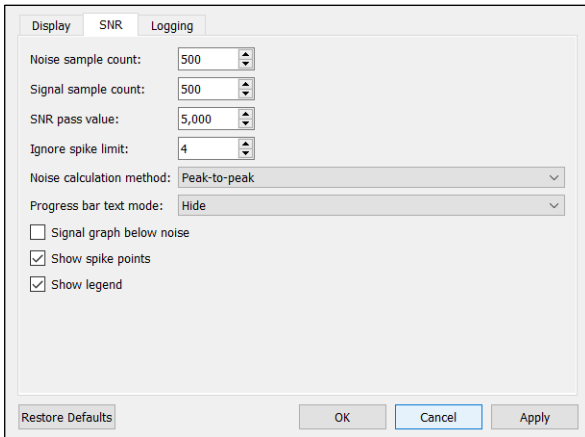 Display SNR Logging
Noise sample count: 500
Signal sample count: 500
SNR pass value: 5,000
Ignore spike limit: 4
Noise calculation method: Peak-to-peak
Progress bar text mode: Hide
Signal graph below noise
Show spike points
Show legend
Restore Defaults OK Cancel Apply